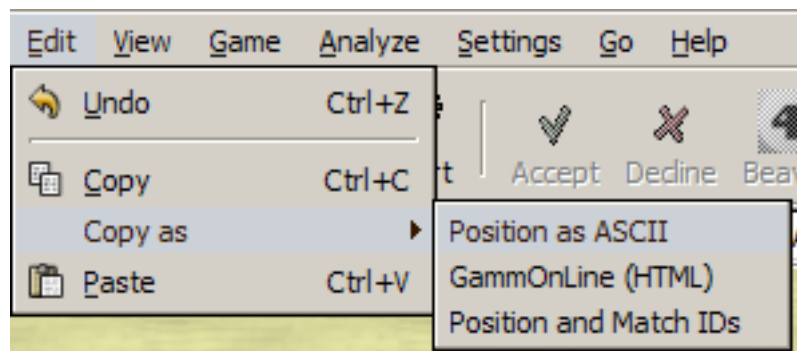 Edit View Game Analyze Settings Go Help
Undo Ctrl+Z
Accept Decline
Copy Ctrl+C
Copy as
Position as ASCII
Paste Ctrl+V
GammOnLine (HTML)
Position and Match IDs